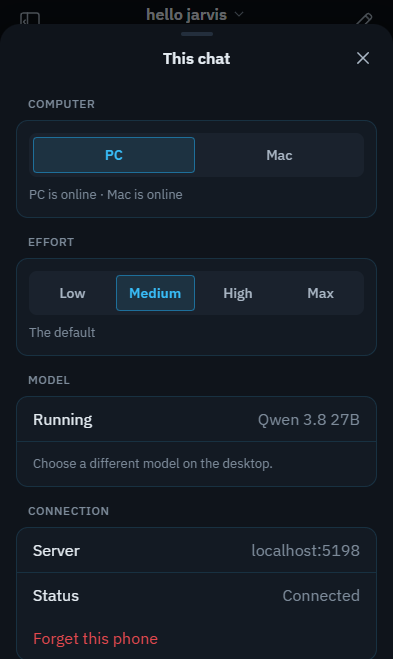 hello jarvis
This chat
COMPUTER
PC Mac
PC is online · Mac is online
EFFORT
Low Medium High Max
The default
MODEL
Running Qwen 3.8 27B
Choose a different model on the desktop.
CONNECTION
Server localhost:5198
Status Connected
Forget this phone